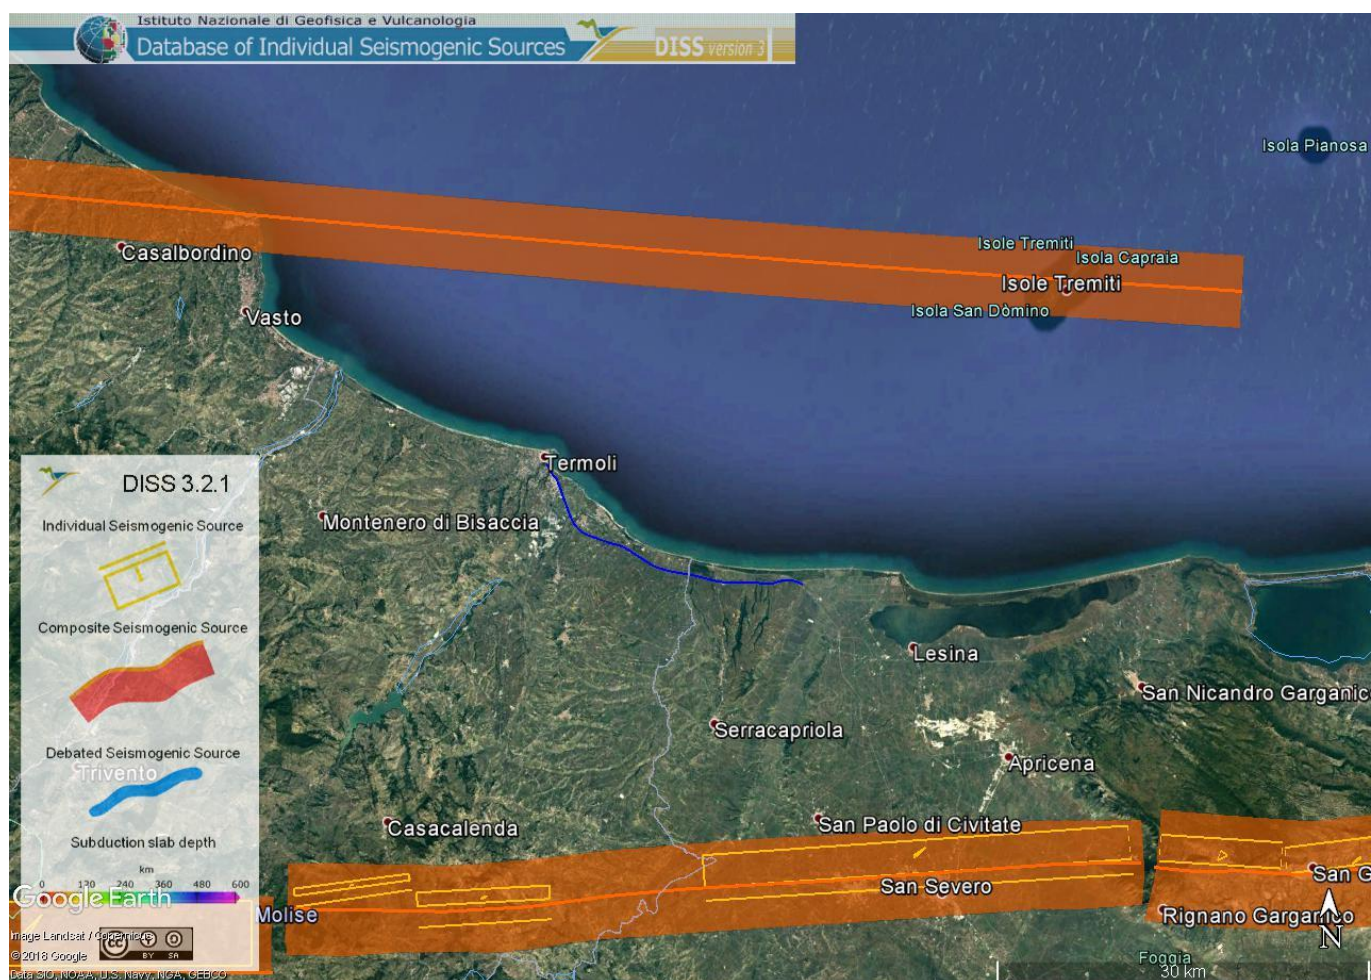 Istituto Nazionale di Geofisica e Vulcanologia
Database of Individual Seismogenic Sources
DISS version 3
Isola Pianosa
Isole Tremiti
Isola Capraia
Casalbordino
Isole Tremiti
Isola San Dòmino
Vasto
Termoli
DISS 3.2.1
Montenero di Bisaccia
Individual Seismogenic Source
Composite Seismogenic Source
Lesina
San Nicandro Garganic
Serracapriola
Debated Seismogenic Source
Trivento
Apricena
Casacalenda
San Paolo di Civitate
Subduction slab depth
km
0 120 240 360 480 600
Google Earth
San Severo
San G
Molise
Rignano Garganico
N
Image Landsat / Copernicus
cc
BY SA
© 2018 Google
Foggia
Data SIO, NOAA, U.S. Navy, NGA, GEBCO
30 km